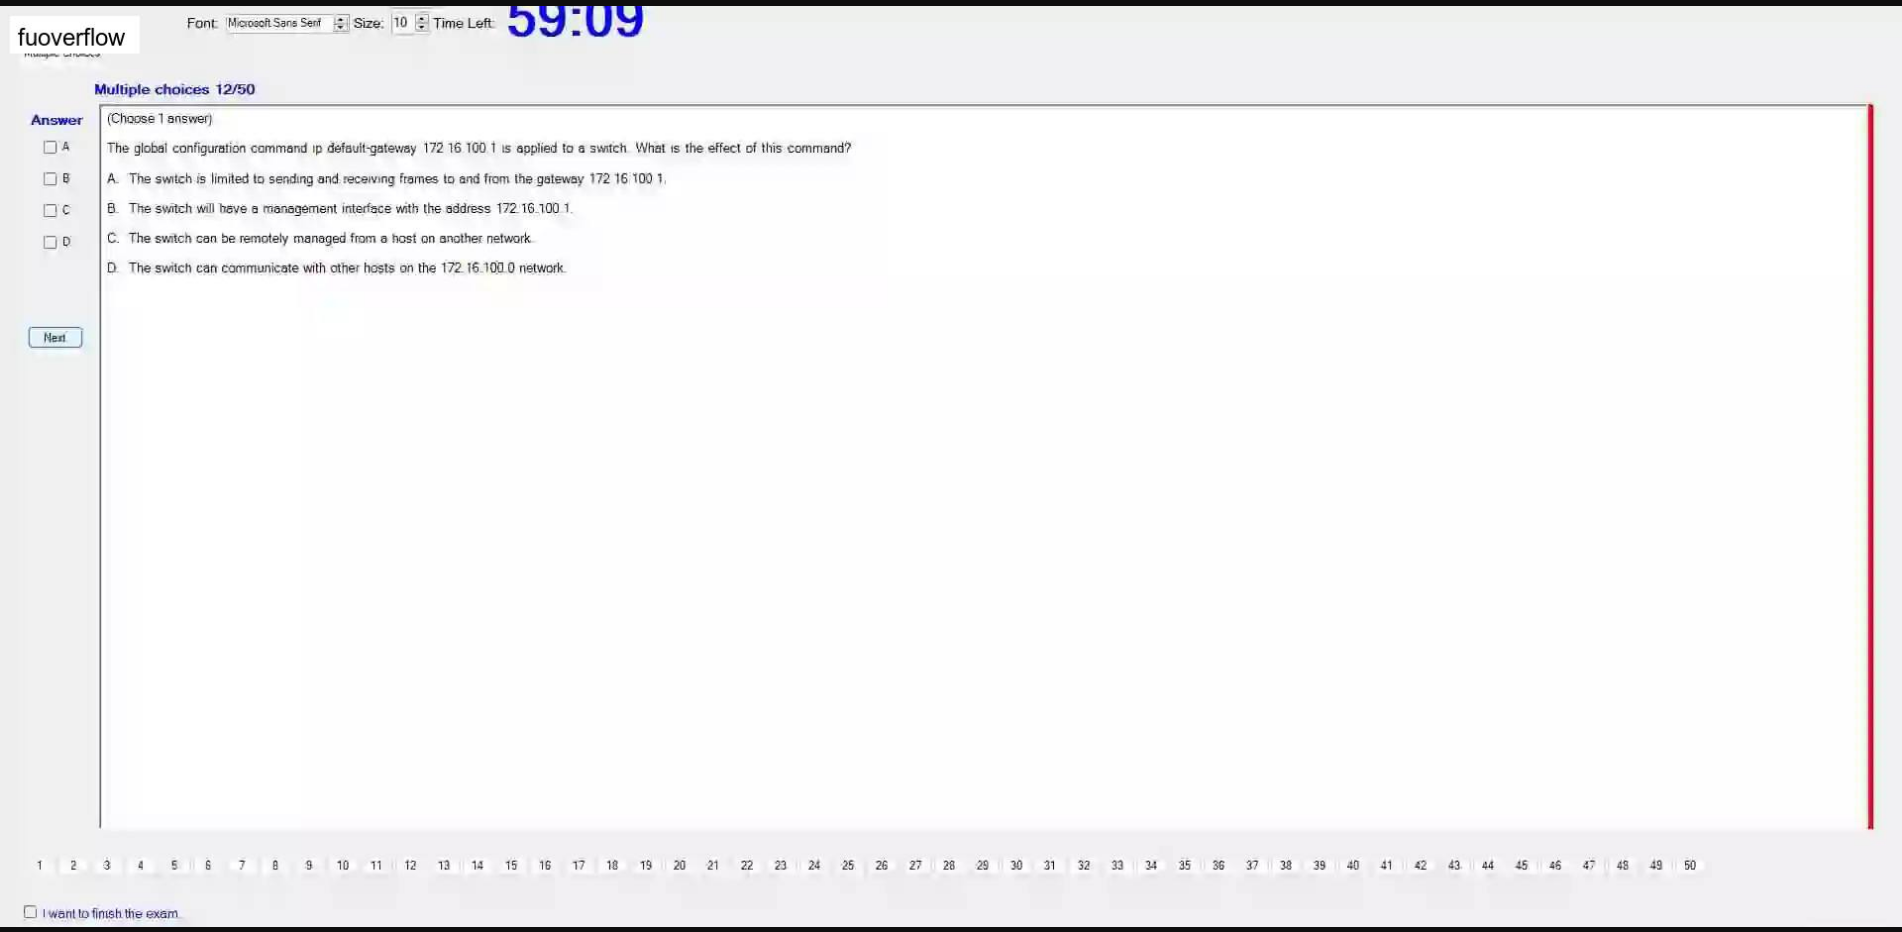 Font: Microsoft Sans Serif Size: 10 Time Left: 59:09
fuoverflow
Multiple choices
Multiple choices 12/50
Answer
(Choose 1 answer)
A
The global configuration command ip default-gateway 172.16.100.1 is applied to a switch. What is the effect of this command?
B
A. The switch is limited to sending and receiving frames to and from the gateway 172.16.100.1.
C
B. The switch will have a management interface with the address 172.16.100.1.
D
C. The switch can be remotely managed from a host on another network.
D. The switch can communicate with other hosts on the 172.16.100.0 network.
Next
1 2 3 4 5 6 7 8 9 10 11 12 13 14 15 16 17 18 19 20 21 22 23 24 25 26 27 28 29 30 31 32 33 34 35 36 37 38 39 40 41 42 43 44 45 46 47 48 49 50
I want to finish the exam.